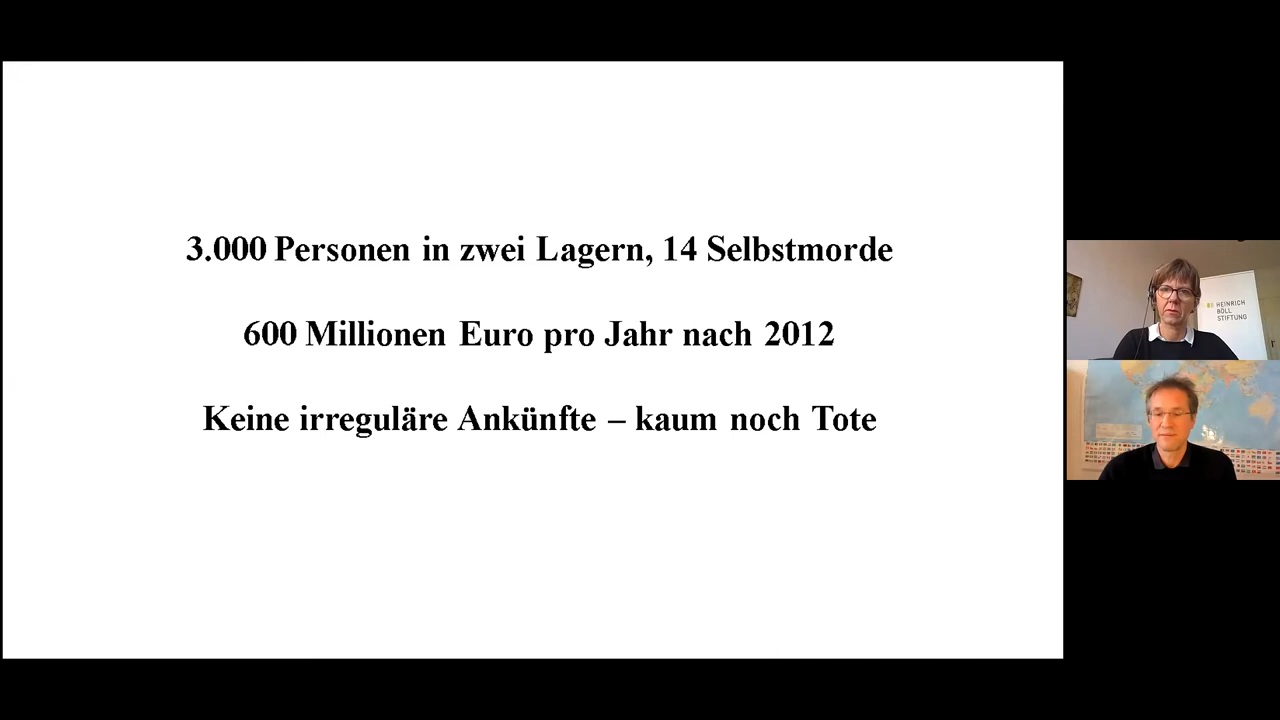 3.000 Personen in zwei Lagern, 14 Selbstmorde
600 Millionen Euro pro Jahr nach 2012
Keine irreguläre Ankünfte – kaum noch Tote
HEINRICH
BÖLL
STIFTUNG